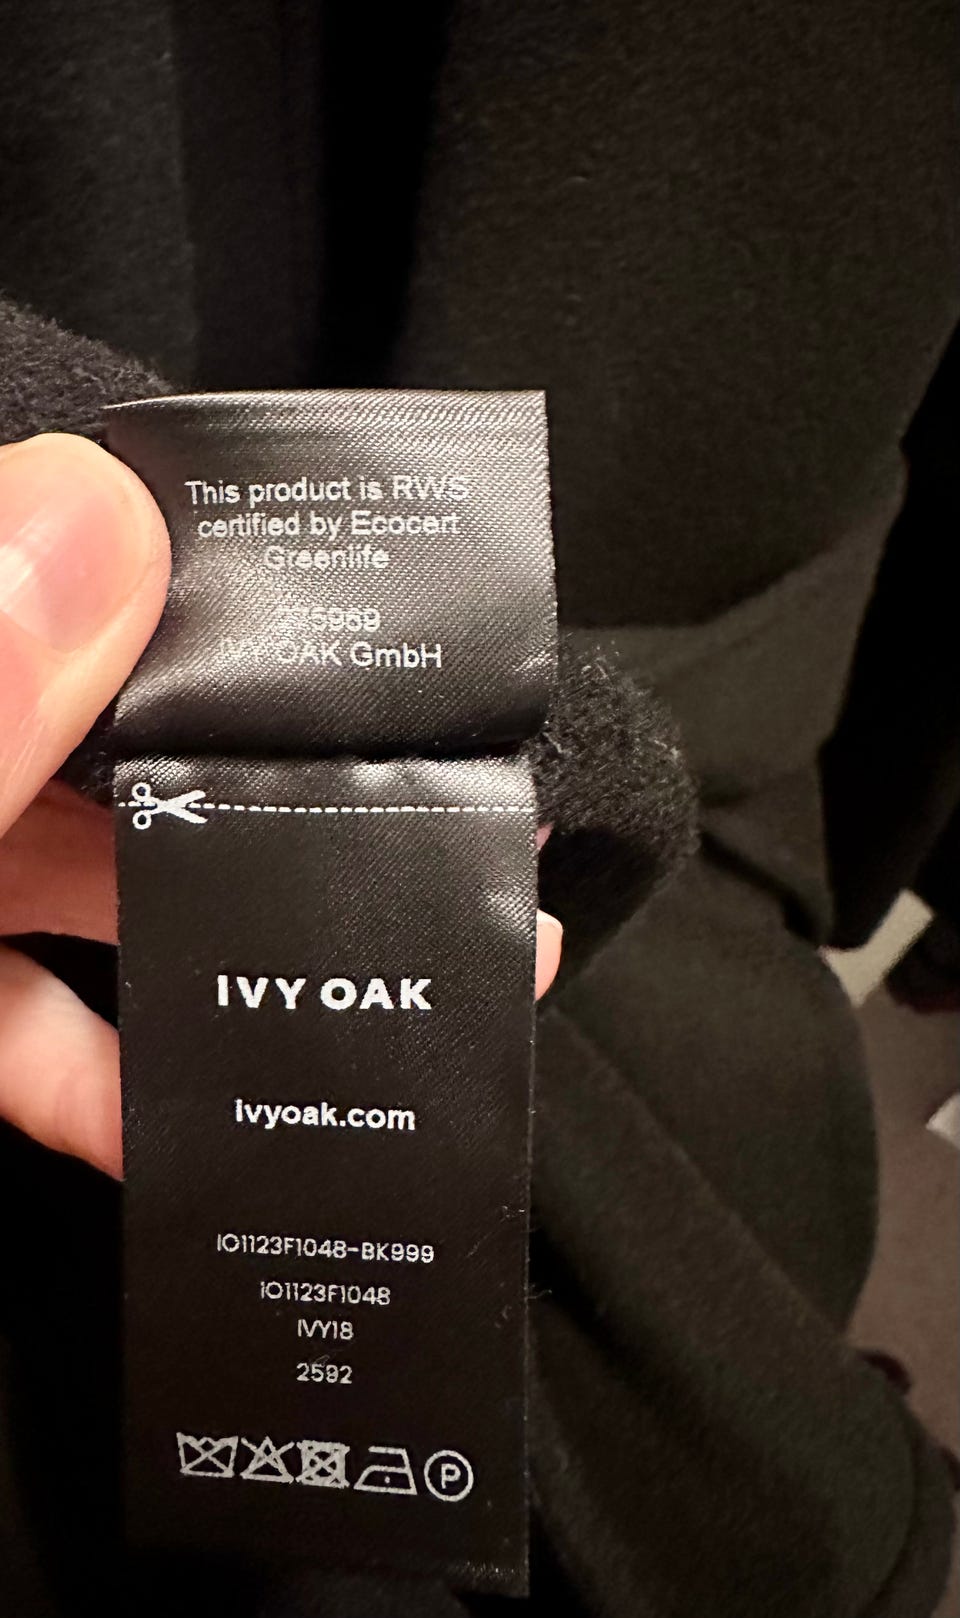 This product is RWS
certified by Ecocert
Greenlife
IVY OAK GmbH
IVY OAK
ivyoak.com
IO1123F1048-BK999
IO1123F1048
IVY18
2592
P